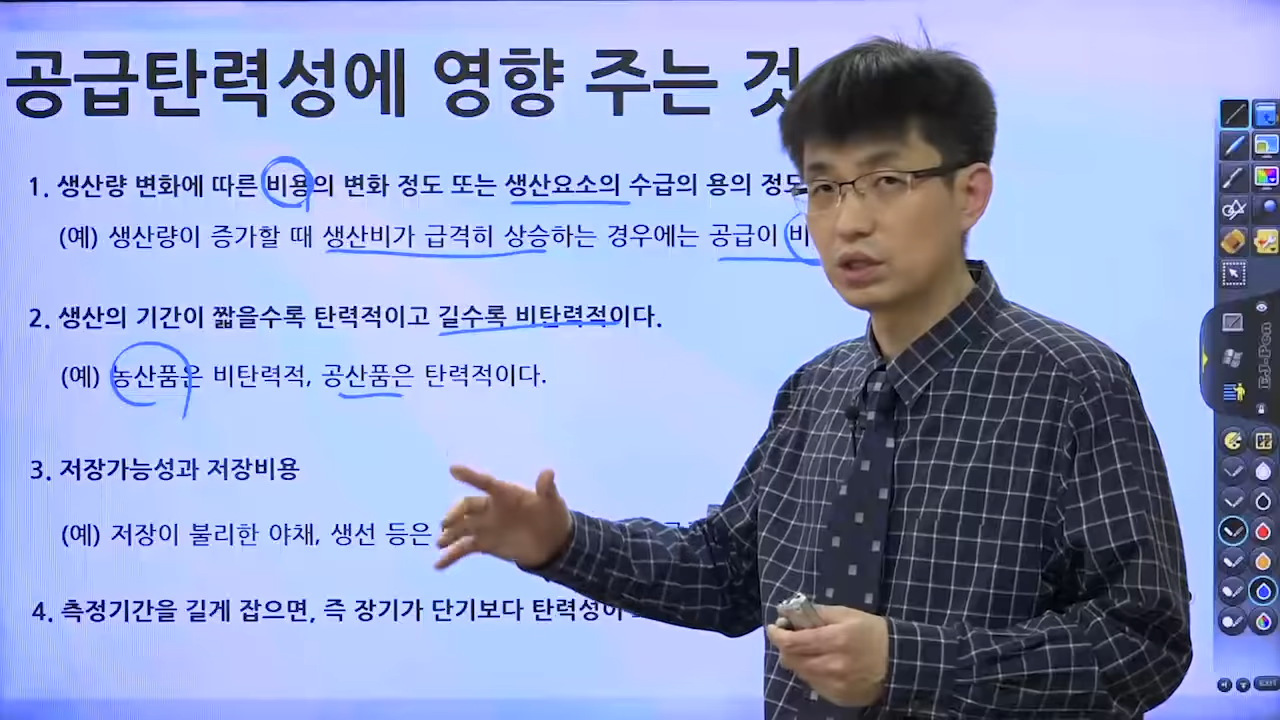 공급탄력성에 영향 주는 것
1. 생산량 변화에 따른 비용의 변화 정도 또는 생산요소의 수급의 용의 정도
(예) 생산량이 증가할 때 생산비가 급격히 상승하는 경우에는 공급이 비
2. 생산의 기간이 짧을수록 탄력적이고 길수록 비탄력적이다.
(예) 농산품은 비탄력적, 공산품은 탄력적이다.
3. 저장가능성과 저장비용
(예) 저장이 불리한 야채, 생선 등은
4. 측정기간을 길게 잡으면, 즉 장기가 단기보다 탄력성이